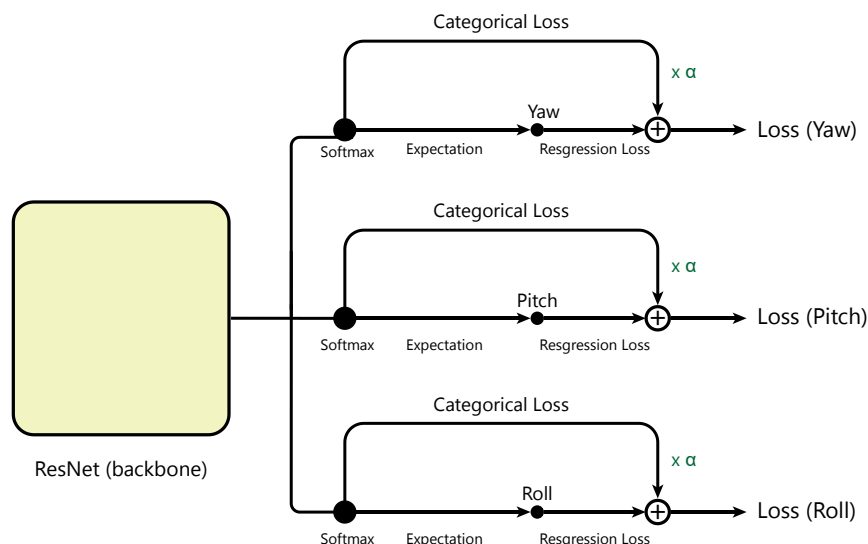 Categorical Loss
x α
Yaw
Loss (Yaw)
Softmax
Expectation
Resgression Loss
Categorical Loss
x α
Pitch
Loss (Pitch)
Softmax
Expectation
Resgression Loss
Categorical Loss
ResNet (backbone)
x α
Roll
Loss (Roll)
Softmax
Expectation
Resgression Loss